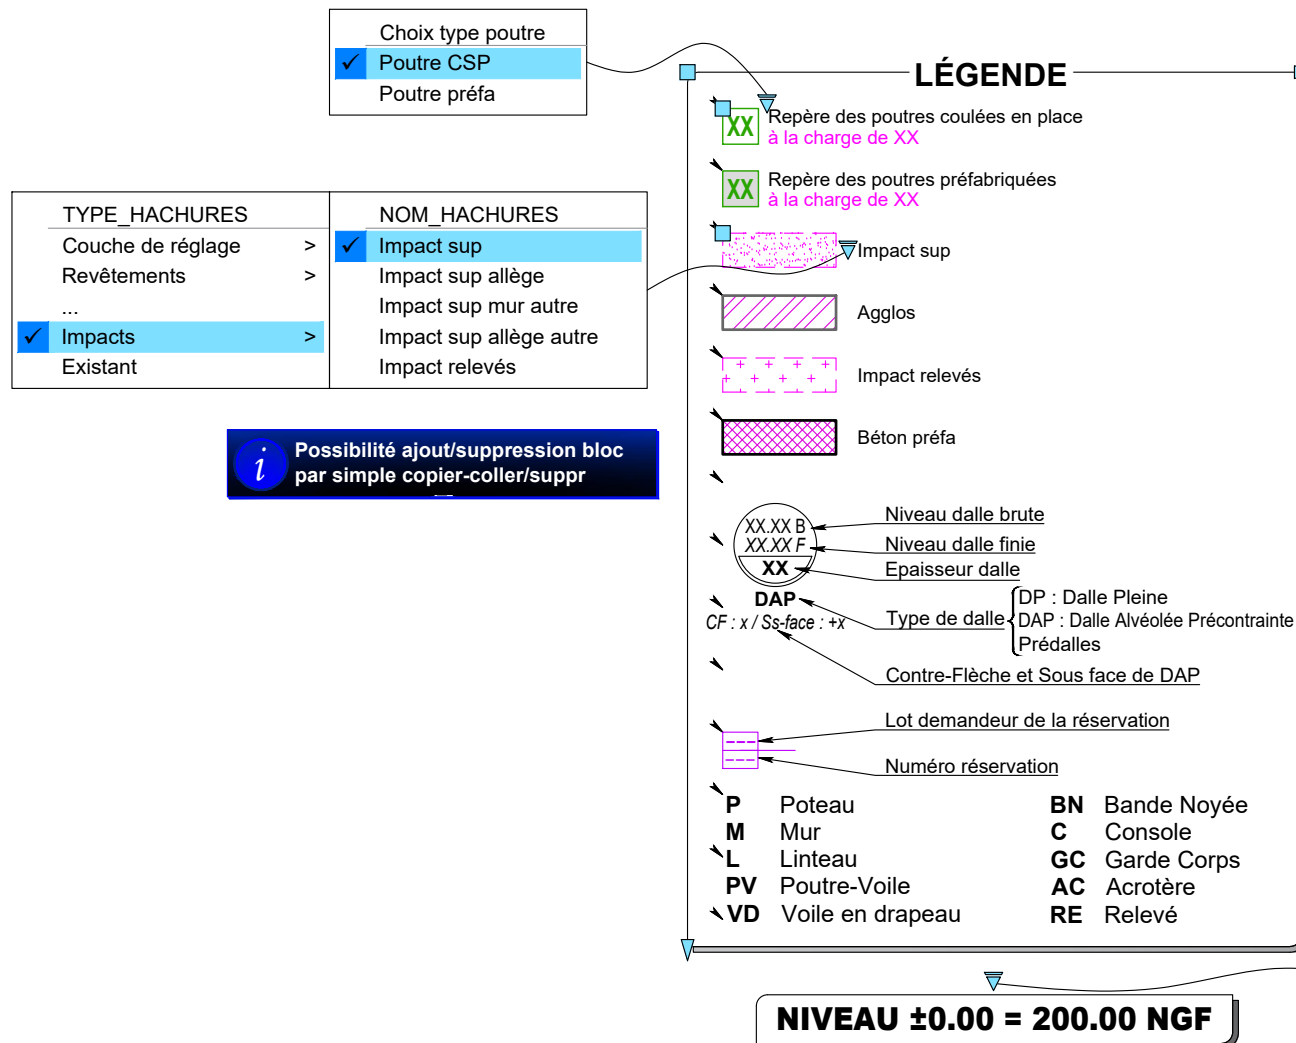 Choix type poutre
Poutre CSP
Poutre préfa
TYPE_HACHURES
Couche de réglage >
Revêtements >
...
Impacts >
Existant
NOM_HACHURES
Impact sup
Impact sup allège
Impact sup mur autre
Impact sup allège autre
Impact relevés
i
Possibilité ajout/suppression bloc
par simple copier-coller/suppr
LÉGENDE
XX
Repère des poutres coulées en place
à la charge de XX
XX
Repère des poutres préfabriquées
à la charge de XX
Impact sup
Agglos
Impact relevés
Béton préfa
XX.XX B
Niveau dalle brute
XX.XX F
Niveau dalle finie
XX
Epaisseur dalle
DAP
CF : x / Ss-face : +x
Type de dalle
DP : Dalle Pleine
DAP : Dalle Alvéolée Précontrainte
Prédalles
Contre-Flèche et Sous face de DAP
Lot demandeur de la réservation
Numéro réservation
P Poteau
M Mur
L Linteau
PV Poutre-Voile
VD Voile en drapeau
BN Bande Noyée
C Console
GC Garde Corps
AC Acrotère
RE Relevé
NIVEAU ±0.00 = 200.00 NGF